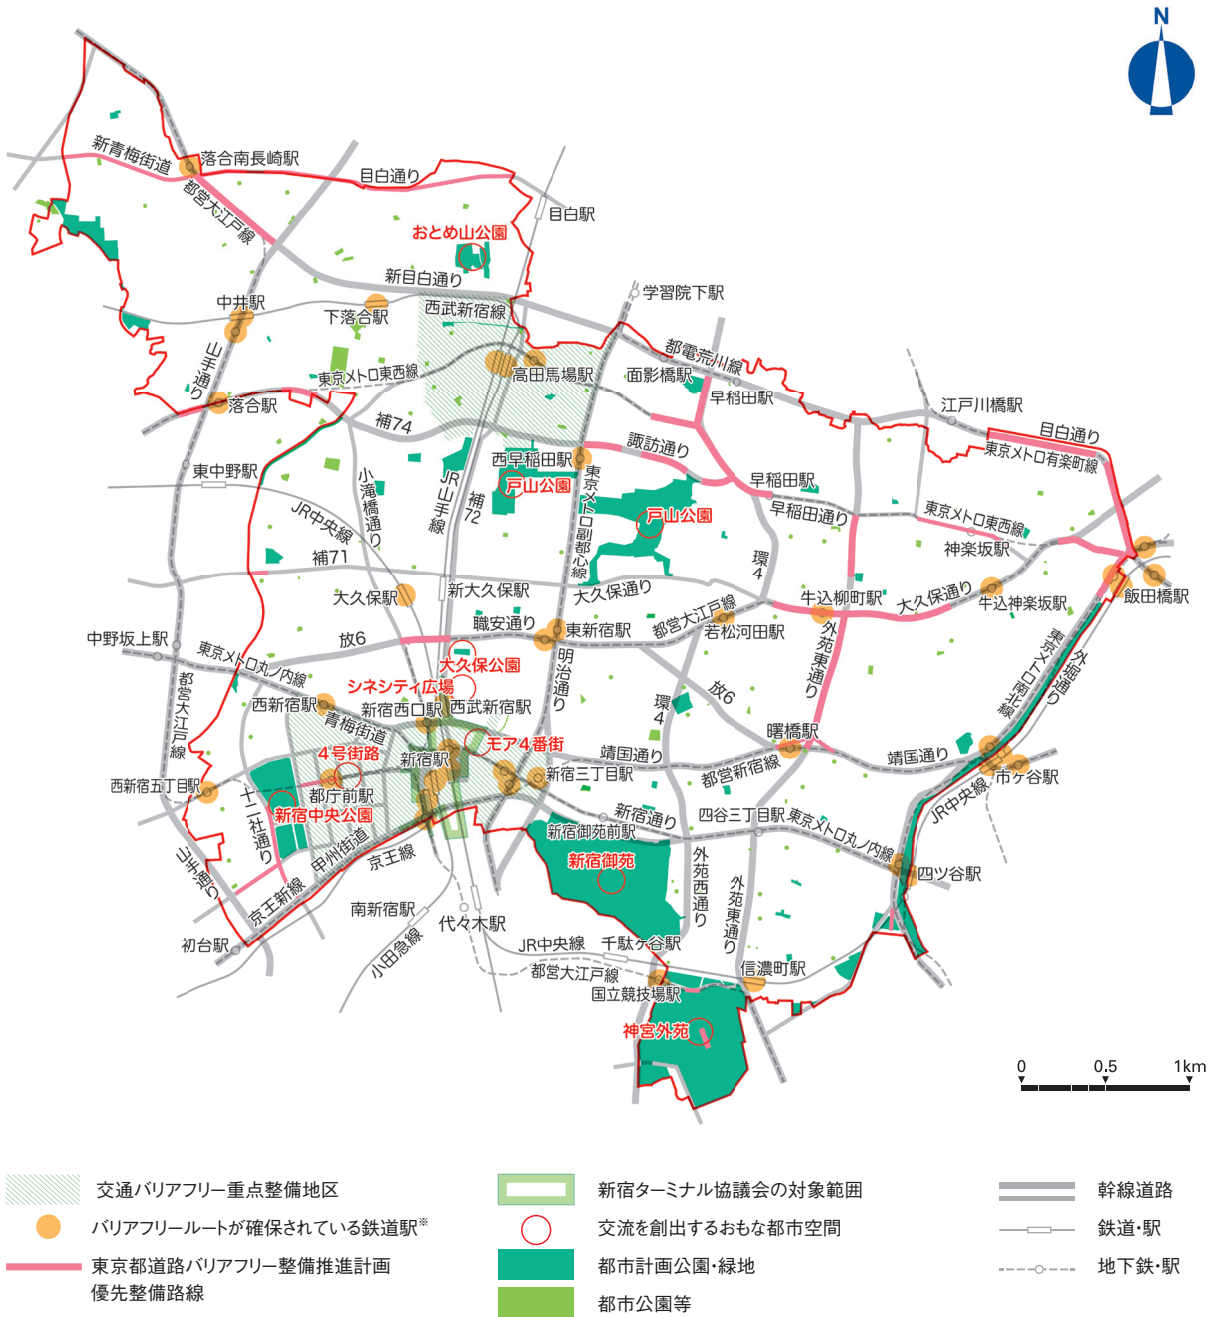 N
新青梅街道
落合南長崎駅
目白通り
都営大江戸線
目白駅
おとめ山公園
新目白通り
学習院下駅
中井駅
下落合駅
西武新宿線
山手通り
東京メトロ東西線
高田馬場駅
面影橋駅
都電荒川線
早稲田駅
落合駅
補74
江戸川橋駅
目白通り
東京メトロ有楽町線
諏訪通り
西早稲田駅
東中野駅
小滝橋通り
JR山手線
補72
戸山公園
東京メトロ副都心線
戸山公園
早稲田駅
早稲田通り
東京メトロ東西線
神楽坂駅
JR中央線
補71
環4
大久保駅
新大久保駅
大久保通り
牛込柳町駅
大久保通り
牛込神楽坂駅
飯田橋駅
職安通り
東新宿駅
都営大江戸線
若松河田駅
中野坂上駅
東京メトロ丸ノ内線
放6
大久保公園
明治通り
外苑東通り
東京メトロ南北線
外堀通り
都営大江戸線
シネシティ広場
西新宿駅
青梅街道
新宿西口駅
西武新宿駅
環4
放6
モア4番街
曙橋駅
靖国通り
靖国通り
4号街路
新宿駅
新宿三丁目駅
都営新宿線
市ヶ谷駅
西新宿五丁目駅
都庁前駅
十二社通り
新宿中央公園
新宿通り
四谷三丁目駅
東京メトロ丸ノ内線
JR中央線
新宿御苑前駅
甲州街道
京王線
山手通り
新宿御苑
外苑西通り
外苑東通り
四ツ谷駅
京王新線
南新宿駅
代々木駅
初台駅
小田急線
JR中央線
千駄ヶ谷駅
都営大江戸線
信濃町駅
国立競技場駅
神宮外苑
0 0.5 1km
交通バリアフリー重点整備地区
バリアフリールートが確保されている鉄道駅※
東京都道路バリアフリー整備推進計画
優先整備路線
新宿ターミナル協議会の対象範囲
交流を創出するおもな都市空間
都市計画公園・緑地
都市公園等
幹線道路
鉄道・駅
地下鉄・駅